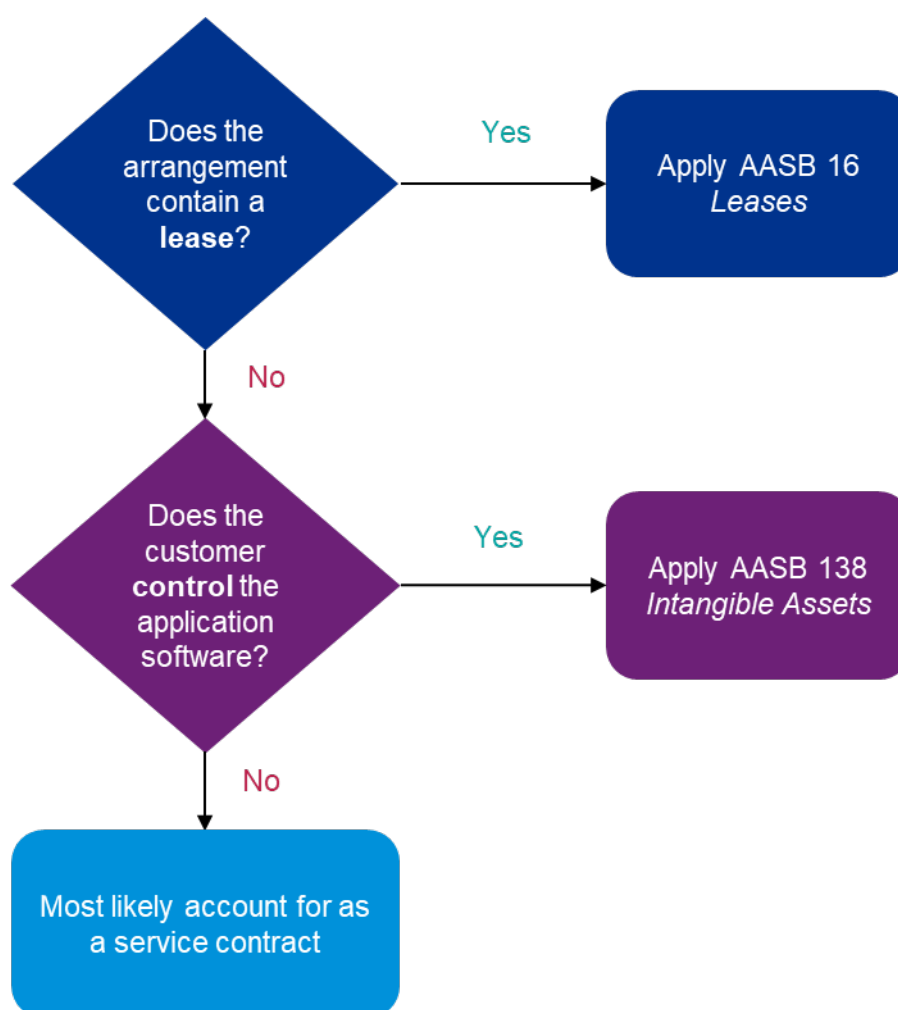 Does the
arrangement
contain a
lease?
Yes
Apply AASB 16
Leases
No
Does the
customer
control the
application
software?
Yes
Apply AASB 138
Intangible Assets
No
Most likely account for as
a service contract